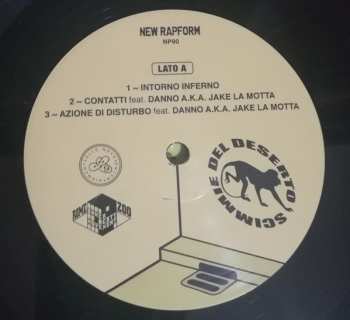 NEW RAPFORM
NP90
LATO A
1 – INTORNO INFERNO
2 – CONTATTI feat. DANNO A.K.A. JAKE LA MOTTA
3 – AZIONE DI DISTURBO feat. DANNO A.K.A. JAKE LA MOTTA
SCIMMIE DEL DESERTO
ZOO